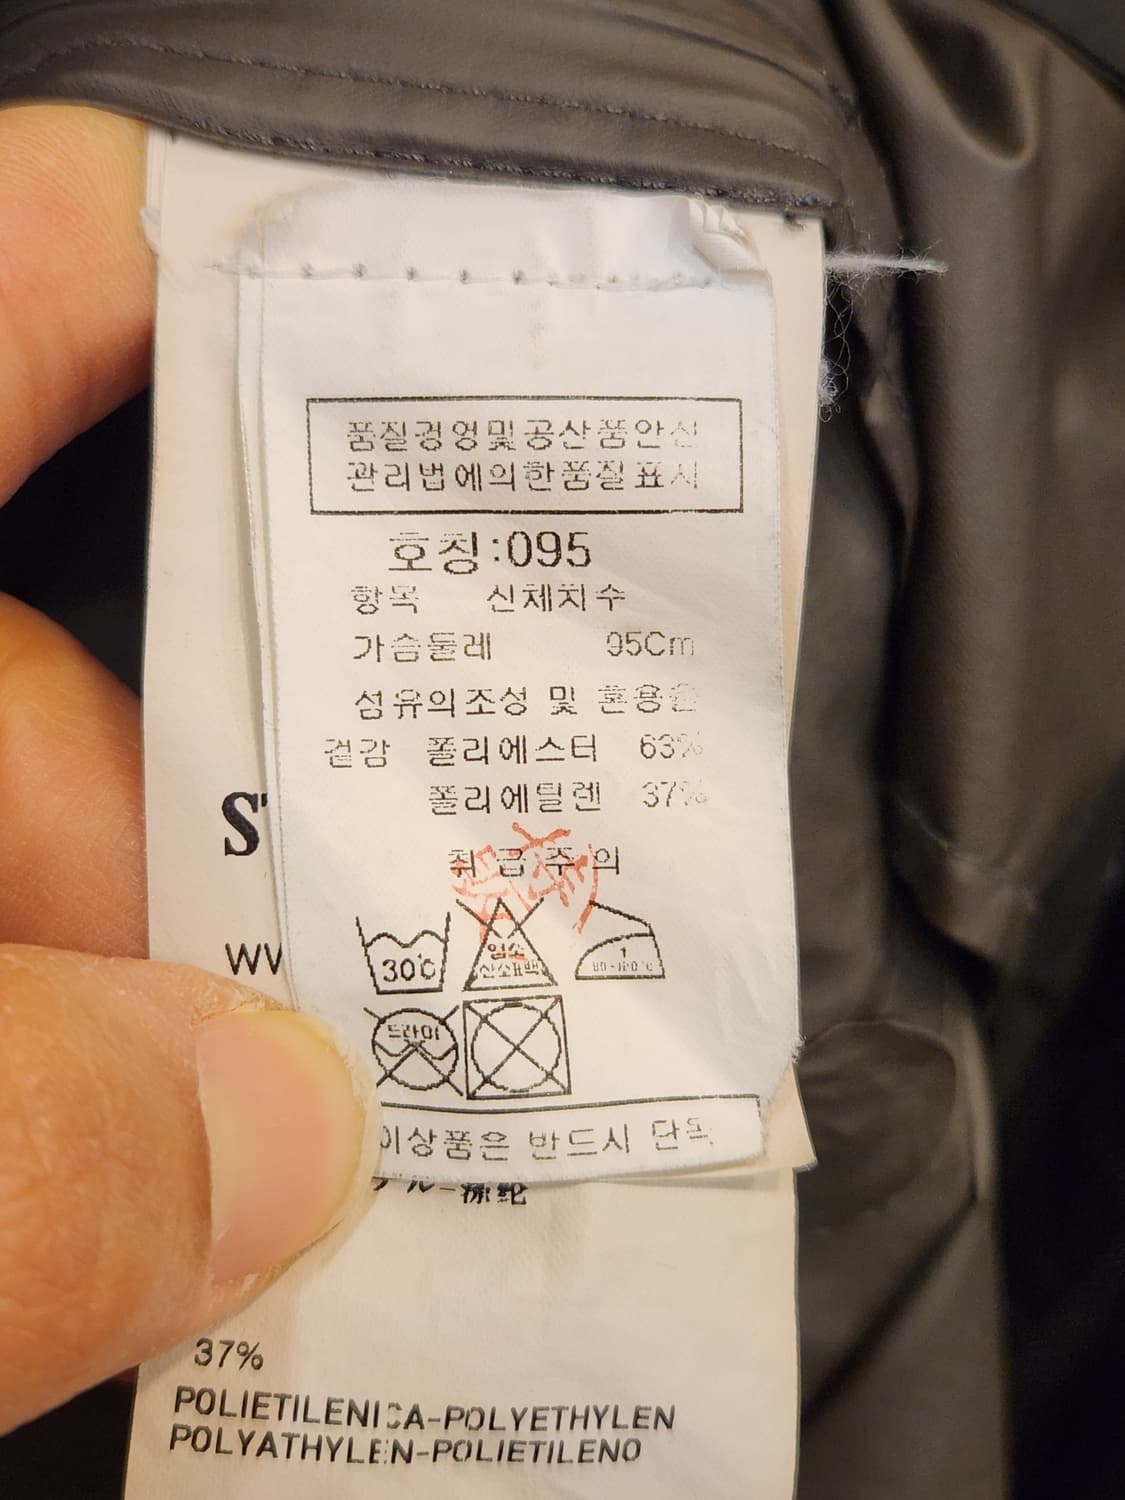 품질경영및공산품안전
관리법에의한품질표시
호칭:095
항목 신체치수
가슴둘레 95Cm
섬유의조성 및 혼용율
겉감 폴리에스터 63%
폴리에틸렌 37%
취급주의
30℃
염소
산소표백
1
80-120℃
드라이
이상품은 반드시 단독
37%
POLIETILENICA-POLYETHYLEN
POLYATHYLEN-POLIETILENO